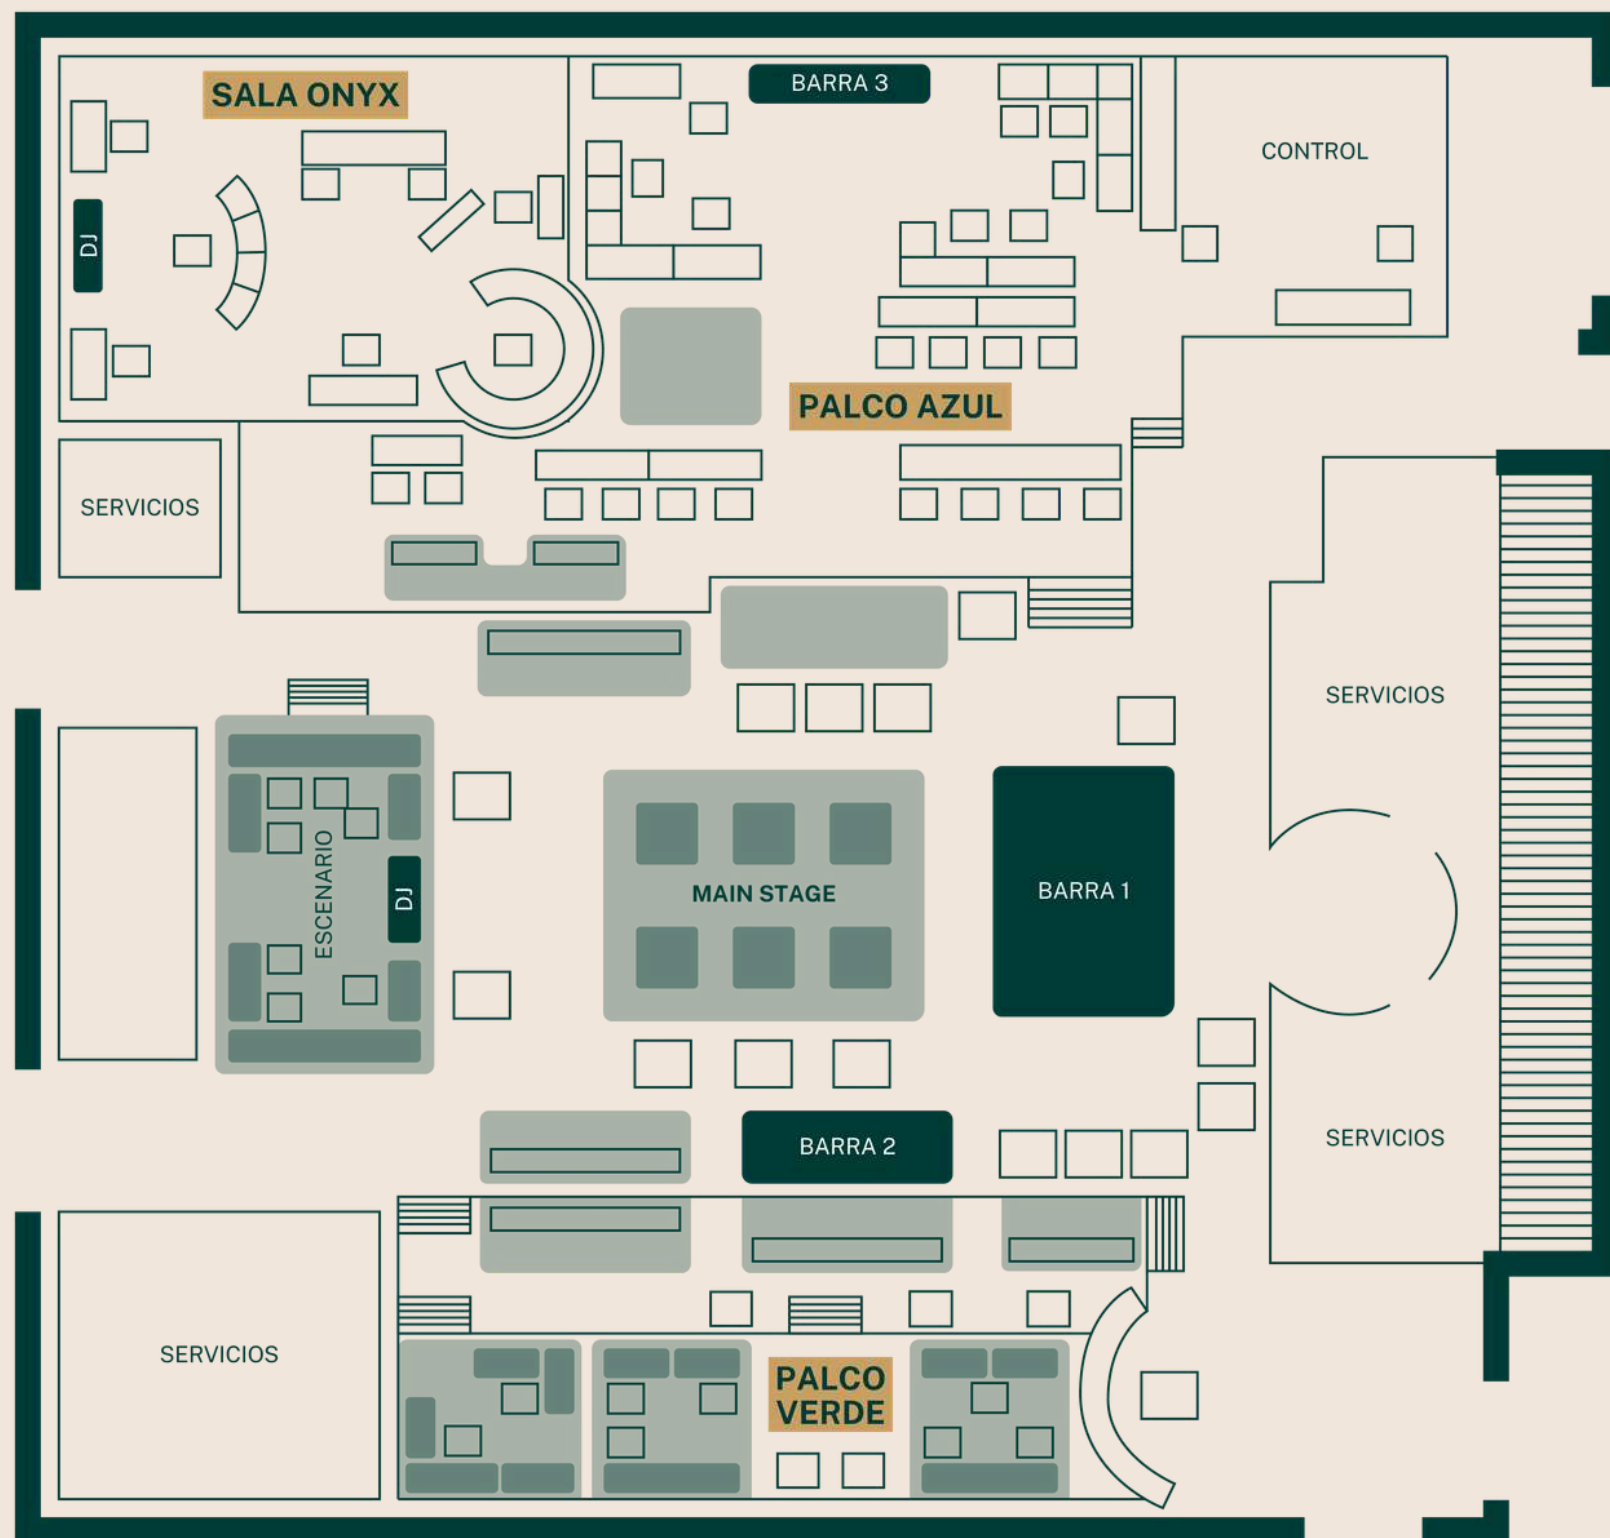 SALA ONYX
BARRA 3
CONTROL
DJ
PALCO AZUL
SERVICIOS
SERVICIOS
ESCENARIO
DJ
MAIN STAGE
BARRA 1
BARRA 2
SERVICIOS
SERVICIOS
PALCO
VERDE